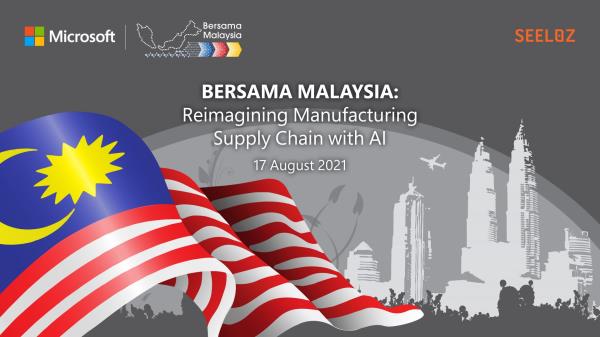 Microsoft
Bersama
Malaysia
SEELOZ
BERSAMA MALAYSIA:
Reimagining Manufacturing
Supply Chain with AI
17 August 2021